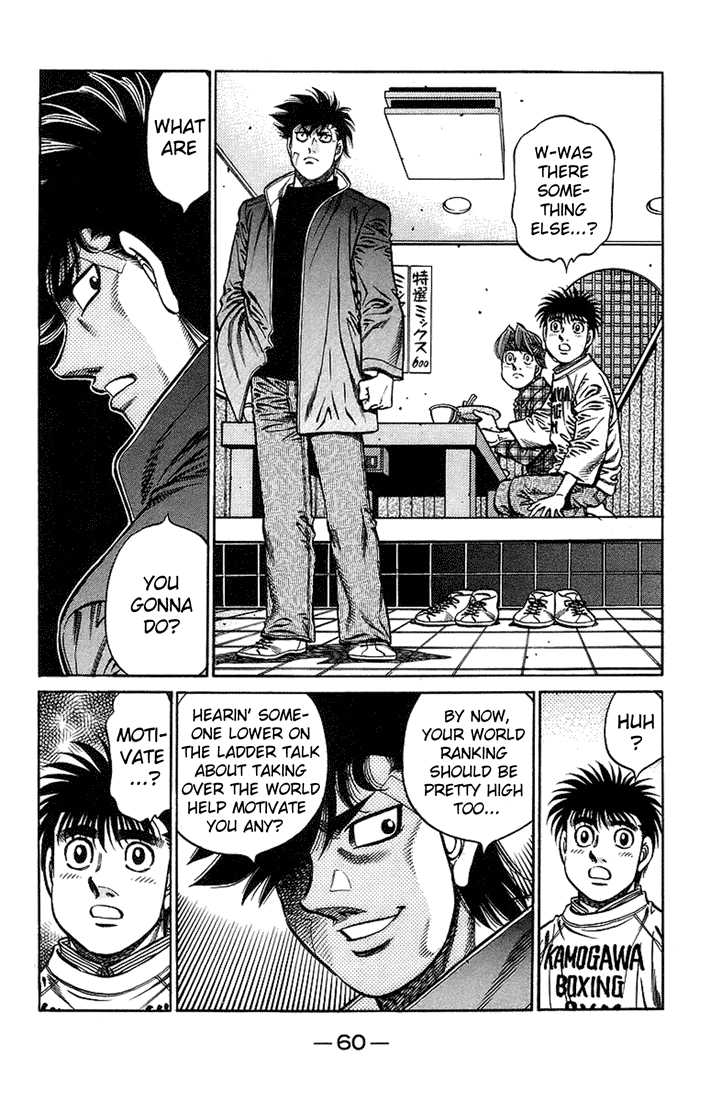 W-WAS
THERE
SOME-
THING
ELSE...?
特選ミックス
600
WHAT
ARE
YOU
GONNA
DO?
HUH
?
KAMOGAWA
BOXING
BY NOW,
YOUR WORLD
RANKING
SHOULD BE
PRETTY HIGH
TOO...
HEARIN' SOME-
ONE LOWER ON
THE LADDER TALK
ABOUT TAKING
OVER THE WORLD
HELP MOTIVATE
YOU ANY?
MOTI-
VATE
...?
—60—